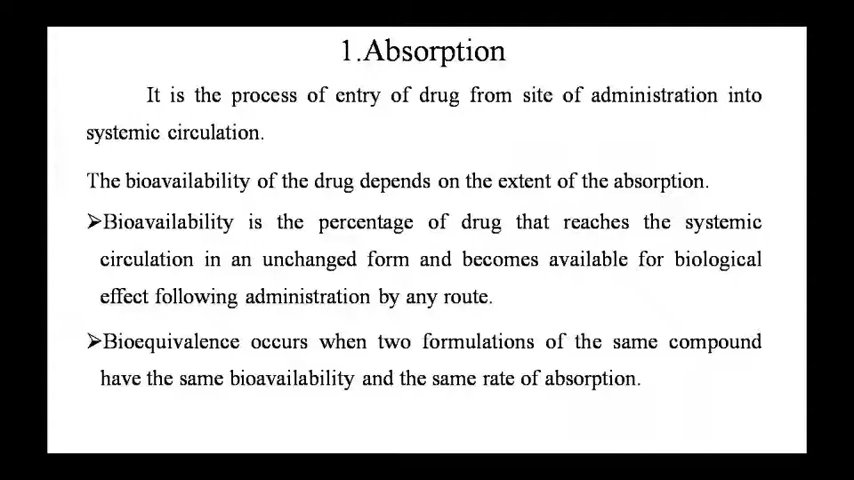 1.Absorption
It is the process of entry of drug from site of administration into
systemic circulation.
The bioavailability of the drug depends on the extent of the absorption.
➢Bioavailability is the percentage of drug that reaches the systemic
circulation in an unchanged form and becomes available for biological
effect following administration by any route.
➢Bioequivalence occurs when two formulations of the same compound
have the same bioavailability and the same rate of absorption.